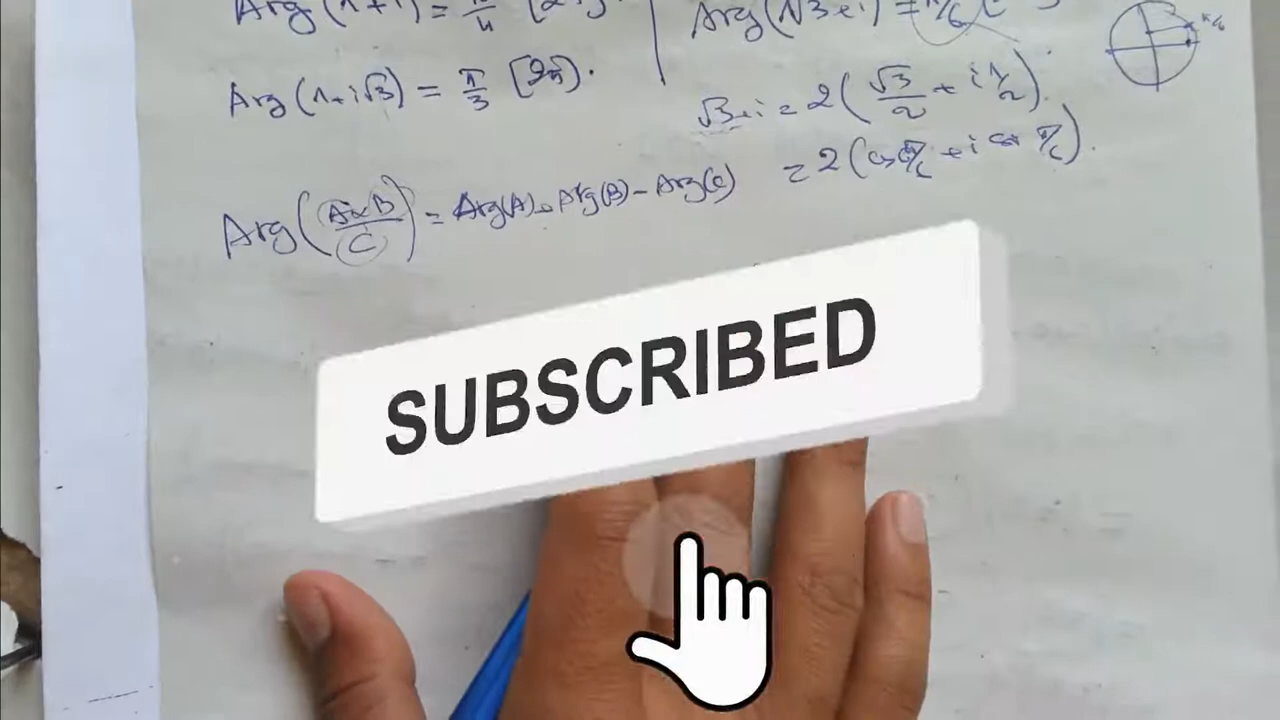 Arg(1+i) = π/4 [2π]
Arg(√3+i) = π/6
Arg(1+i√3) = π/3 [2π].
√3+i = 2(√3/2 + i 1/2).
= 2(cos π/6 + i π/6).
Arg(A×B/C) = Arg(A)+Arg(B)-Arg(C)
π/6
SUBSCRIBED